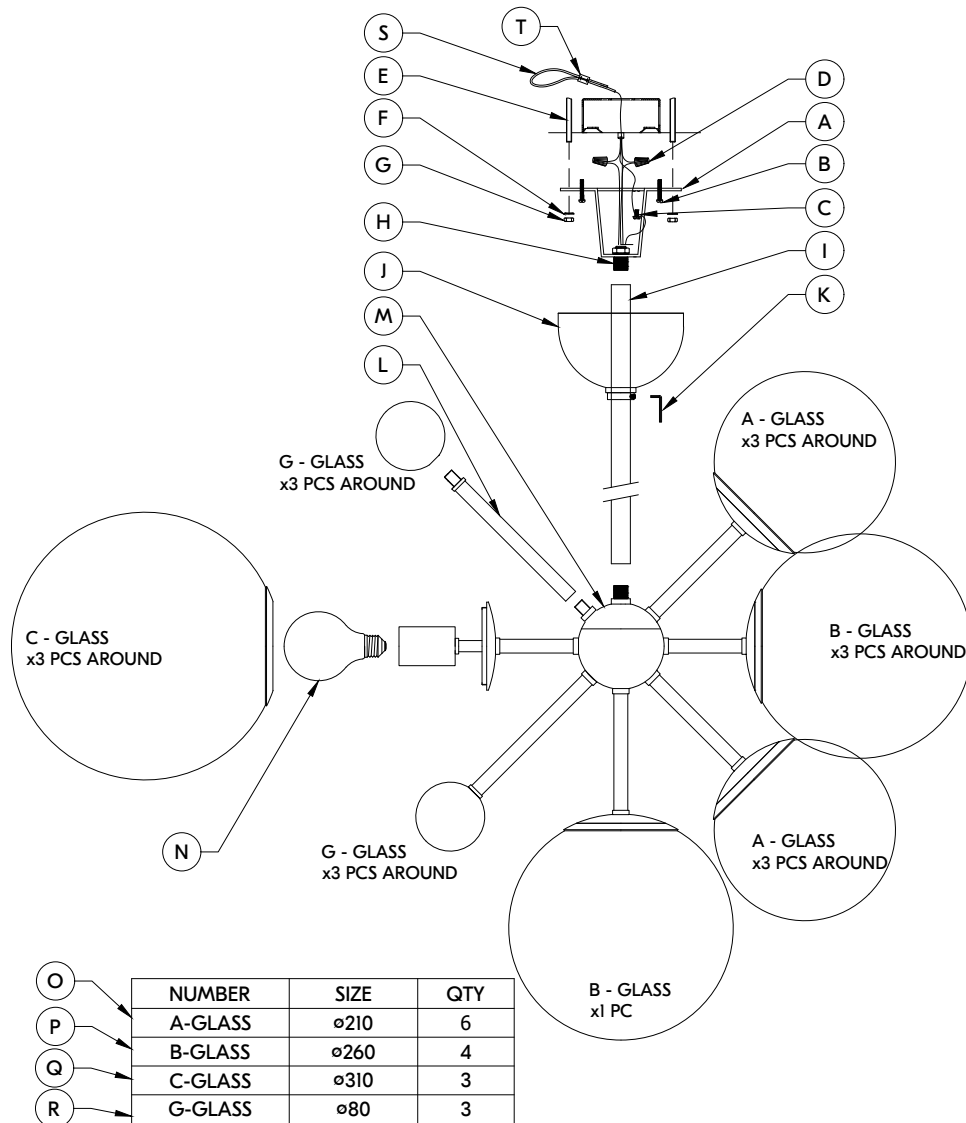 S
T
E
D
F
A
G
B
C
H
I
J
K
M
L
A - GLASS
x3 PCS AROUND
G - GLASS
x3 PCS AROUND
C - GLASS
x3 PCS AROUND
B - GLASS
x3 PCS AROUND
N
G - GLASS
x3 PCS AROUND
A - GLASS
x3 PCS AROUND
B - GLASS
x1 PC
O
P
Q
R
NUMBER SIZE QTY
A-GLASS ø210 6
B-GLASS ø260 4
C-GLASS ø310 3
G-GLASS ø80 3